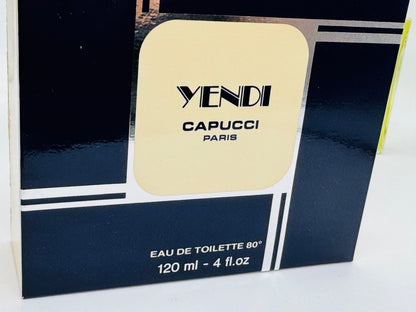 YENDI
CAPUCCI
PARIS
EAU DE TOILETTE 80°
120 ml - 4 fl.oz